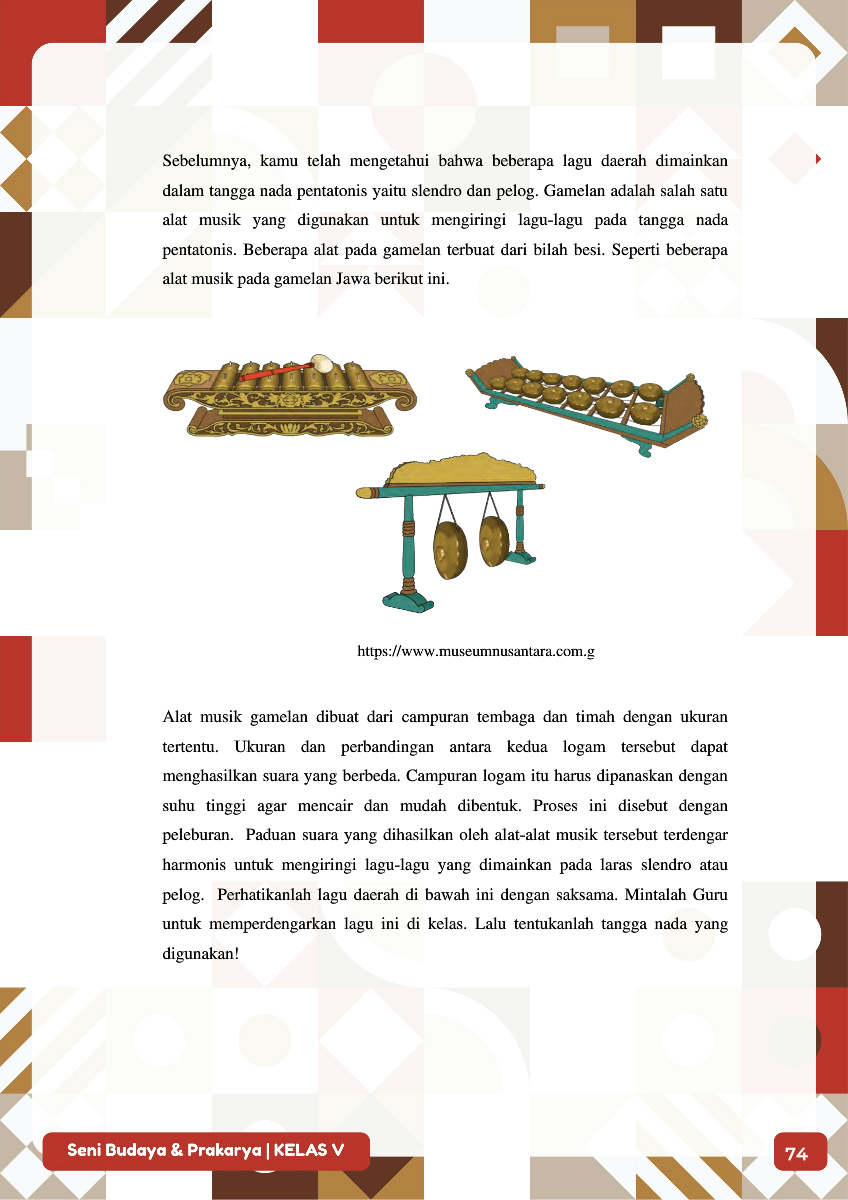 Sebelumnya, kamu telah mengetahui bahwa beberapa lagu daerah dimainkan
dalam tangga nada pentatonis yaitu slendro dan pelog. Gamelan adalah salah satu
alat musik yang digunakan untuk mengiringi lagu-lagu pada tangga nada
pentatonis. Beberapa alat pada gamelan terbuat dari bilah besi. Seperti beberapa
alat musik pada gamelan Jawa berikut ini.
https://www.museumnusantara.com.g
Alat musik gamelan dibuat dari campuran tembaga dan timah dengan ukuran
tertentu. Ukuran dan perbandingan antara kedua logam tersebut dapat
menghasilkan suara yang berbeda. Campuran logam itu harus dipanaskan dengan
suhu tinggi agar mencair dan mudah dibentuk. Proses ini disebut dengan
peleburan. Paduan suara yang dihasilkan oleh alat-alat musik tersebut terdengar
harmonis untuk mengiringi lagu-lagu yang dimainkan pada laras slendro atau
pelog. Perhatikanlah lagu daerah di bawah ini dengan saksama. Mintalah Guru
untuk memperdengarkan lagu ini di kelas. Lalu tentukanlah tangga nada yang
digunakan!
Seni Budaya & Prakarya | KELAS V
74